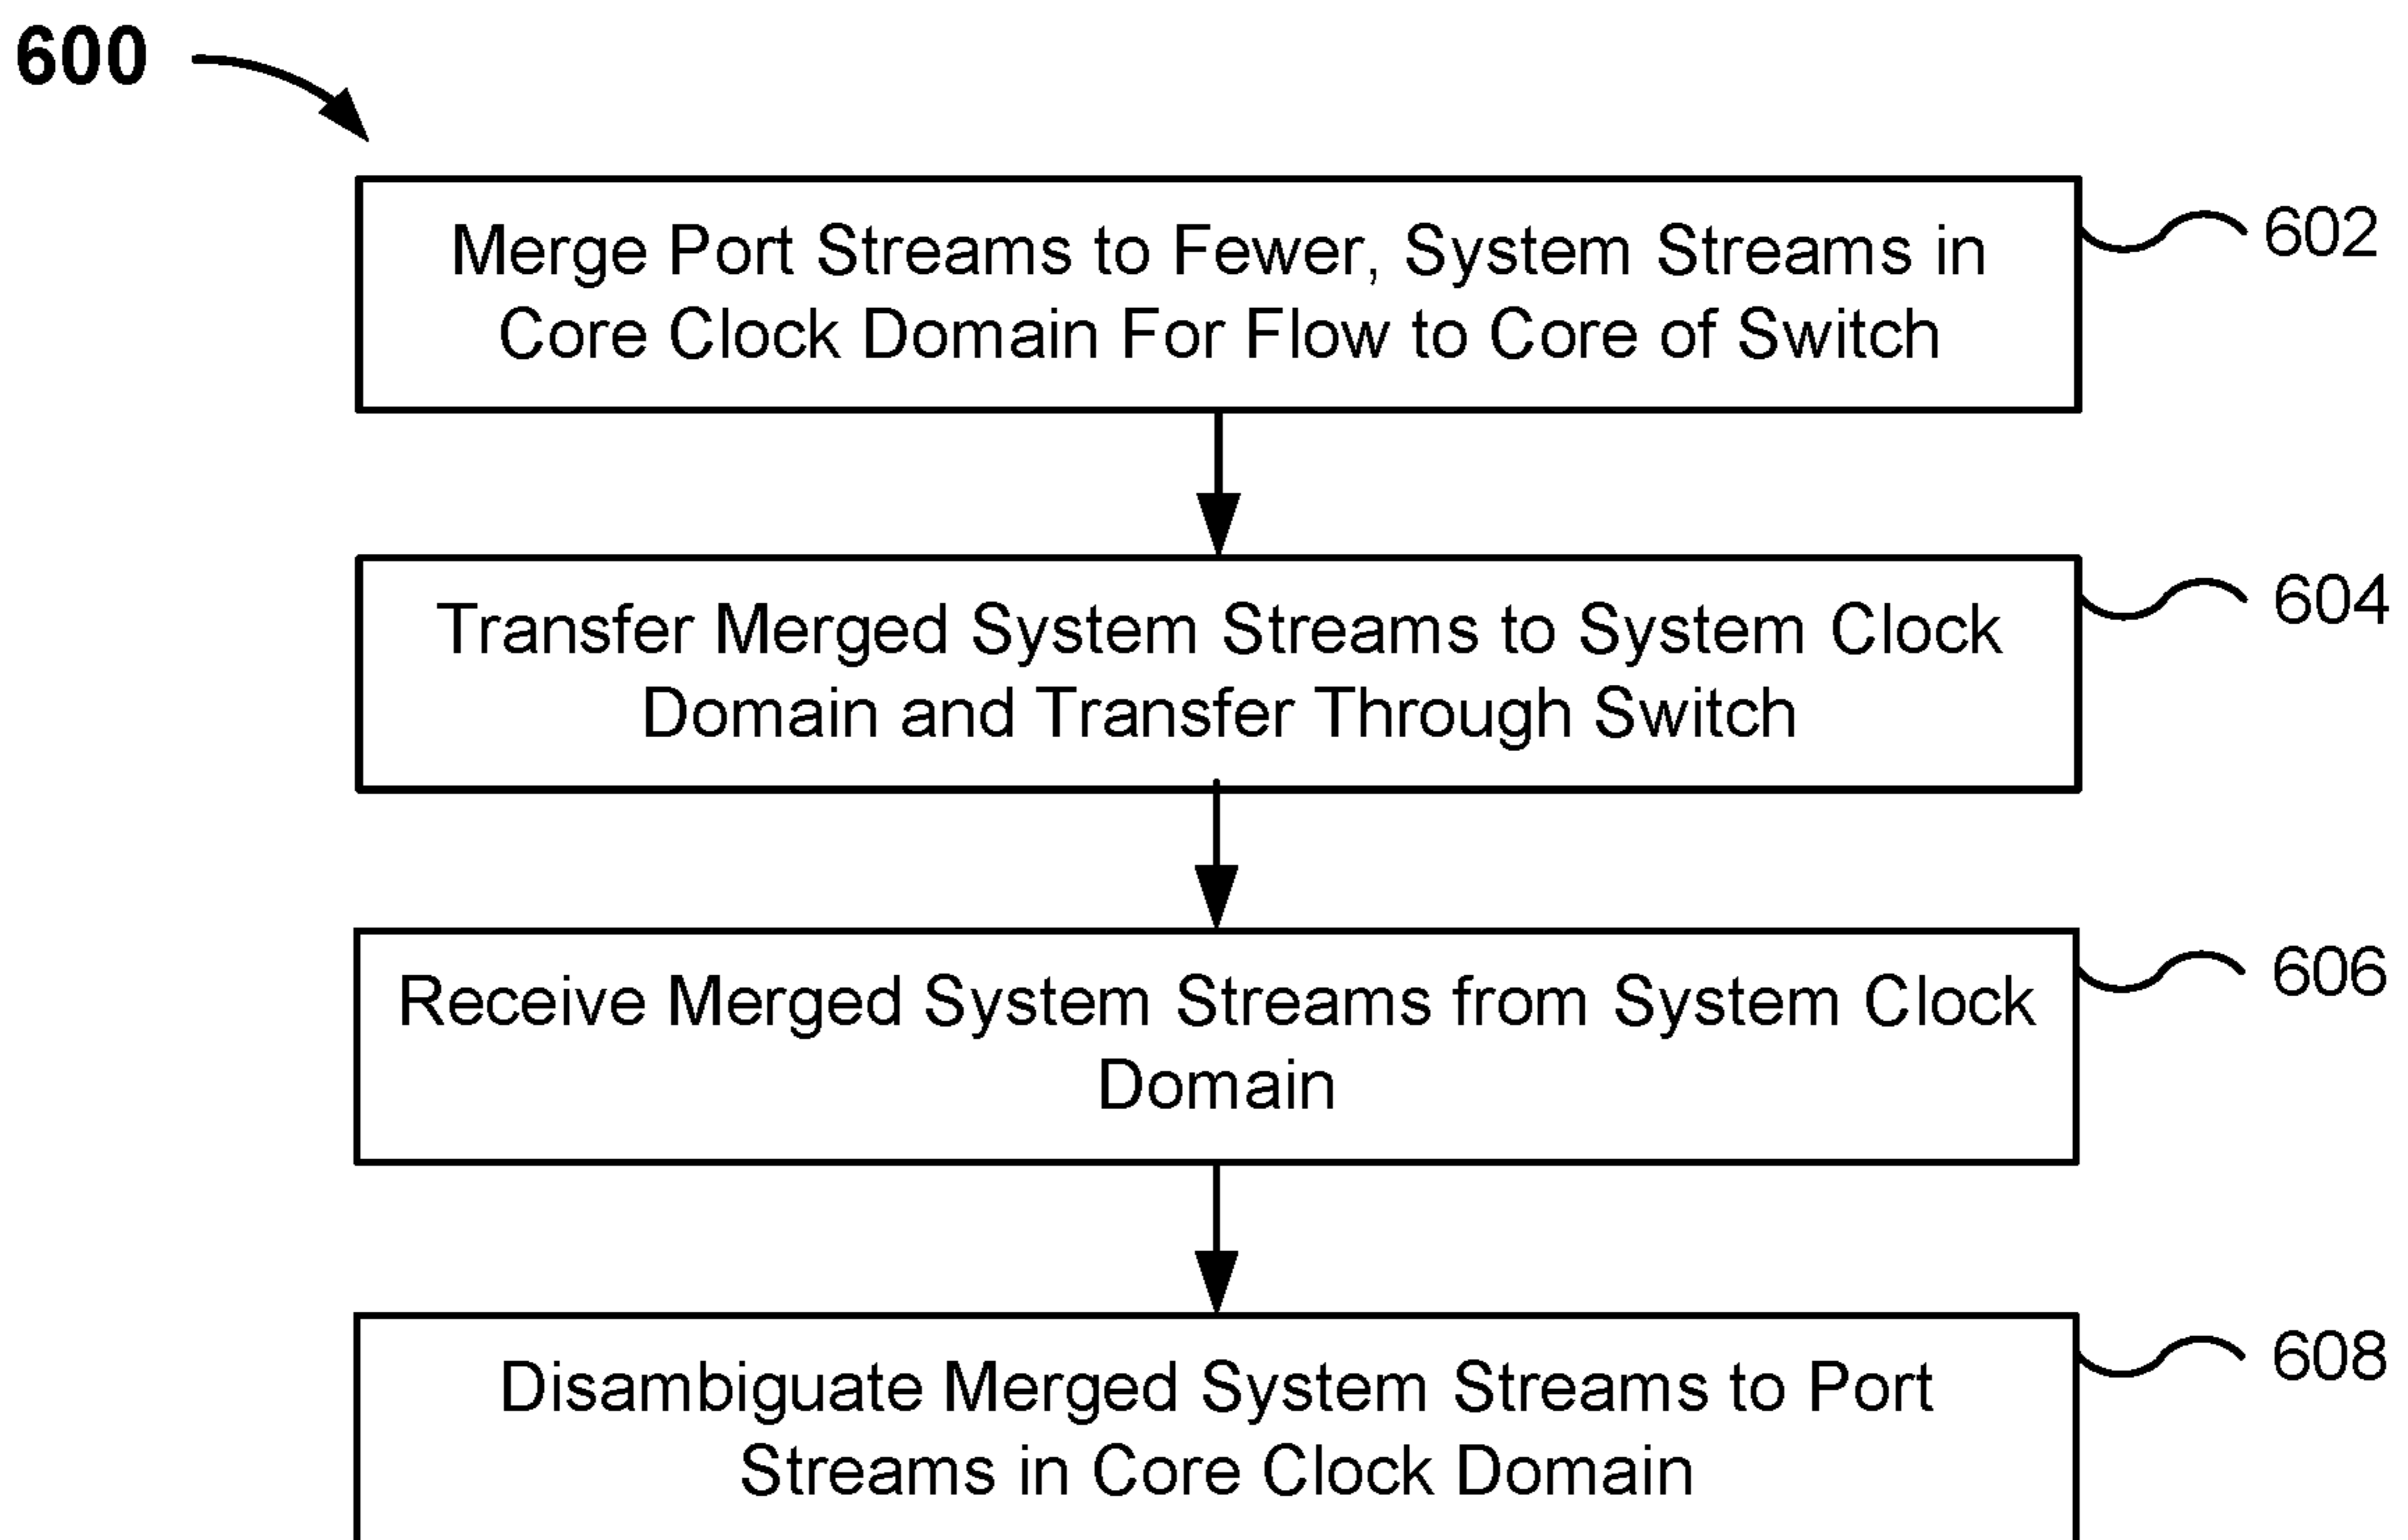 600
Merge Port Streams to Fewer, System Streams in
Core Clock Domain For Flow to Core of Switch
602
Transfer Merged System Streams to System Clock
Domain and Transfer Through Switch
604
Receive Merged System Streams from System Clock
Domain
606
Disambiguate Merged System Streams to Port
Streams in Core Clock Domain
608